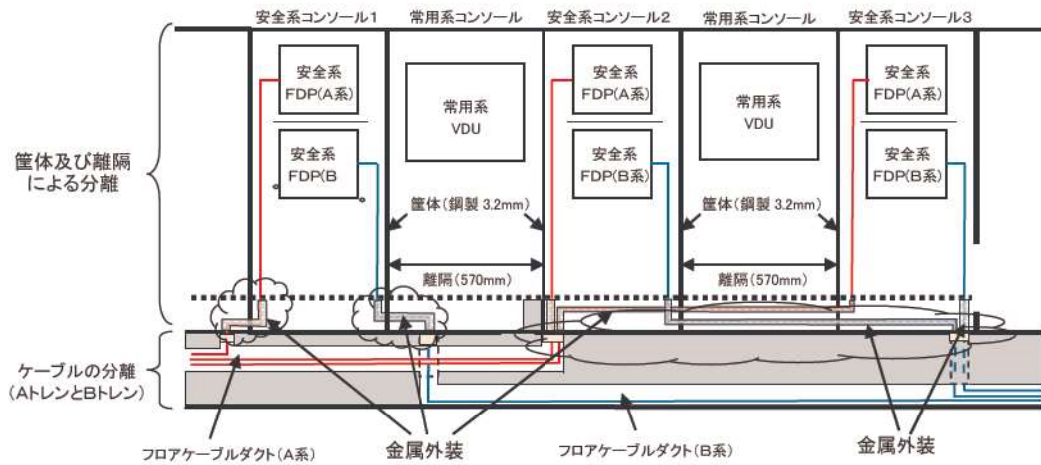 安全系コンソール1
常用系コンソール
安全系コンソール2
常用系コンソール
安全系コンソール3
安全系
FDP(A系)
安全系
FDP(B
常用系
VDU
安全系
FDP(A系)
安全系
FDP(B系)
常用系
VDU
安全系
FDP(A系)
安全系
FDP(B系)
筐体及び離隔
による分離
筐体(鋼製 3.2mm)
筐体(鋼製 3.2mm)
離隔(570mm)
離隔(570mm)
ケーブルの分離
(AトレンとBトレン)
フロアケーブルダクト(A系)
金属外装
フロアケーブルダクト(B系)
金属外装